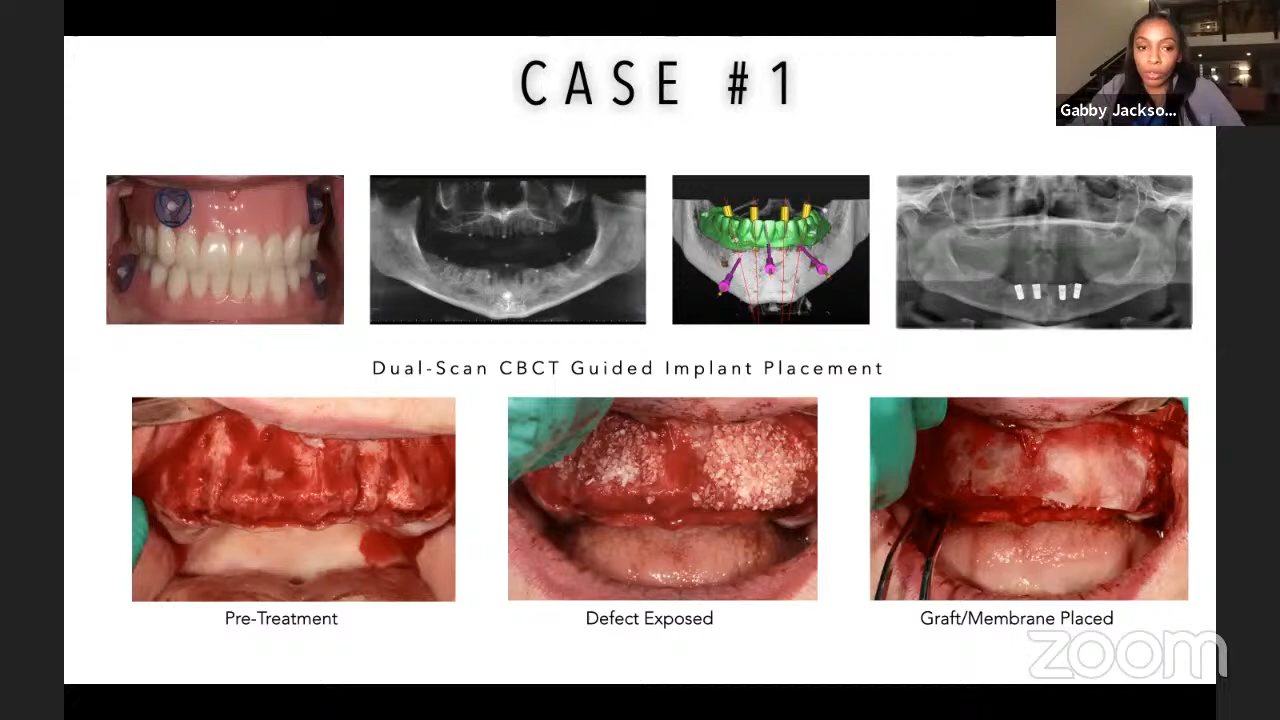 CASE #1
Gabby Jackso...
Dual-Scan CBCT Guided Implant Placement
Pre-Treatment
Defect Exposed
Graft/Membrane Placed
zoom